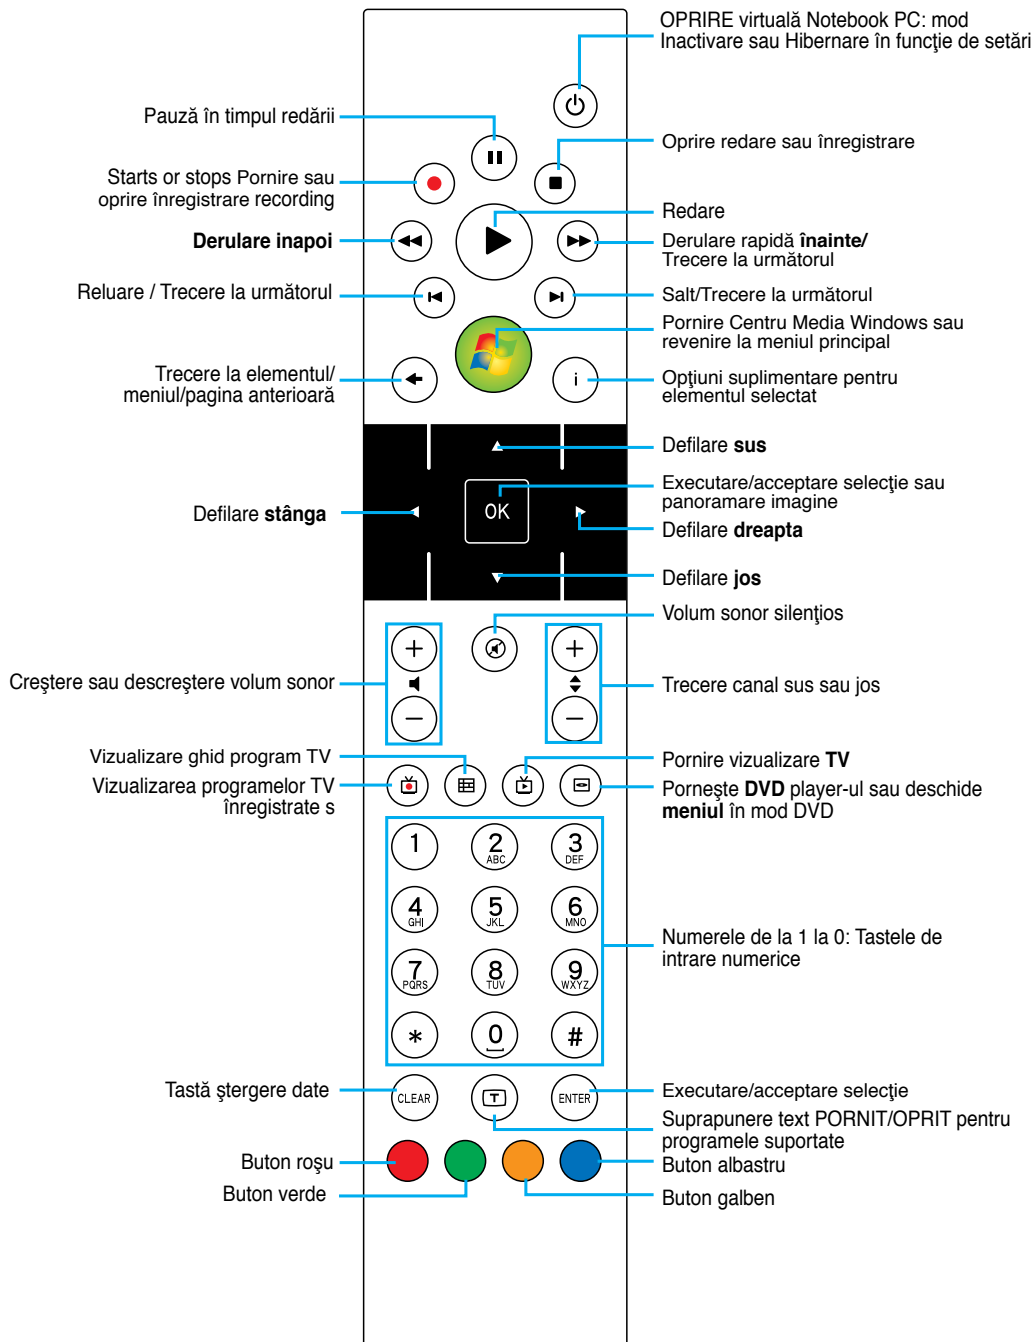 OPRIRE virtuală Notebook PC: mod
Inactivare sau Hibernare în funcţie de setări
Pauză în timpul redării
Oprire redare sau înregistrare
Starts or stops Pornire sau
oprire înregistrare recording
Redare
Derulare inapoi
Derulare rapidă înainte/
Trecere la următorul
Reluare / Trecere la următorul
Salt/Trecere la următorul
Pornire Centru Media Windows sau
revenire la meniul principal
Trecere la elementul/
meniul/pagina anterioară
i
Opţiuni suplimentare pentru
elementul selectat
Defilare sus
Executare/acceptare selecţie sau
panoramare imagine
OK
Defilare stânga
Defilare dreapta
Defilare jos
Volum sonor silenţios
Creştere sau descreştere volum sonor
Trecere canal sus sau jos
Vizualizare ghid program TV
Pornire vizualizare TV
Vizualizarea programelor TV
înregistrate s
Porneşte DVD player-ul sau deschide
meniul în mod DVD
1 2 3
ABC DEF
4 5 6
GHI JKL MNO
Numerele de la 1 la 0: Tastele de
intrare numerice
7 8 9
PQRS TUV WXYZ
* 0 #
Tastă ştergere date
CLEAR T ENTER
Executare/acceptare selecţie
Suprapunere text PORNIT/OPRIT pentru
programele suportate
Buton roşu
Buton albastru
Buton verde
Buton galben